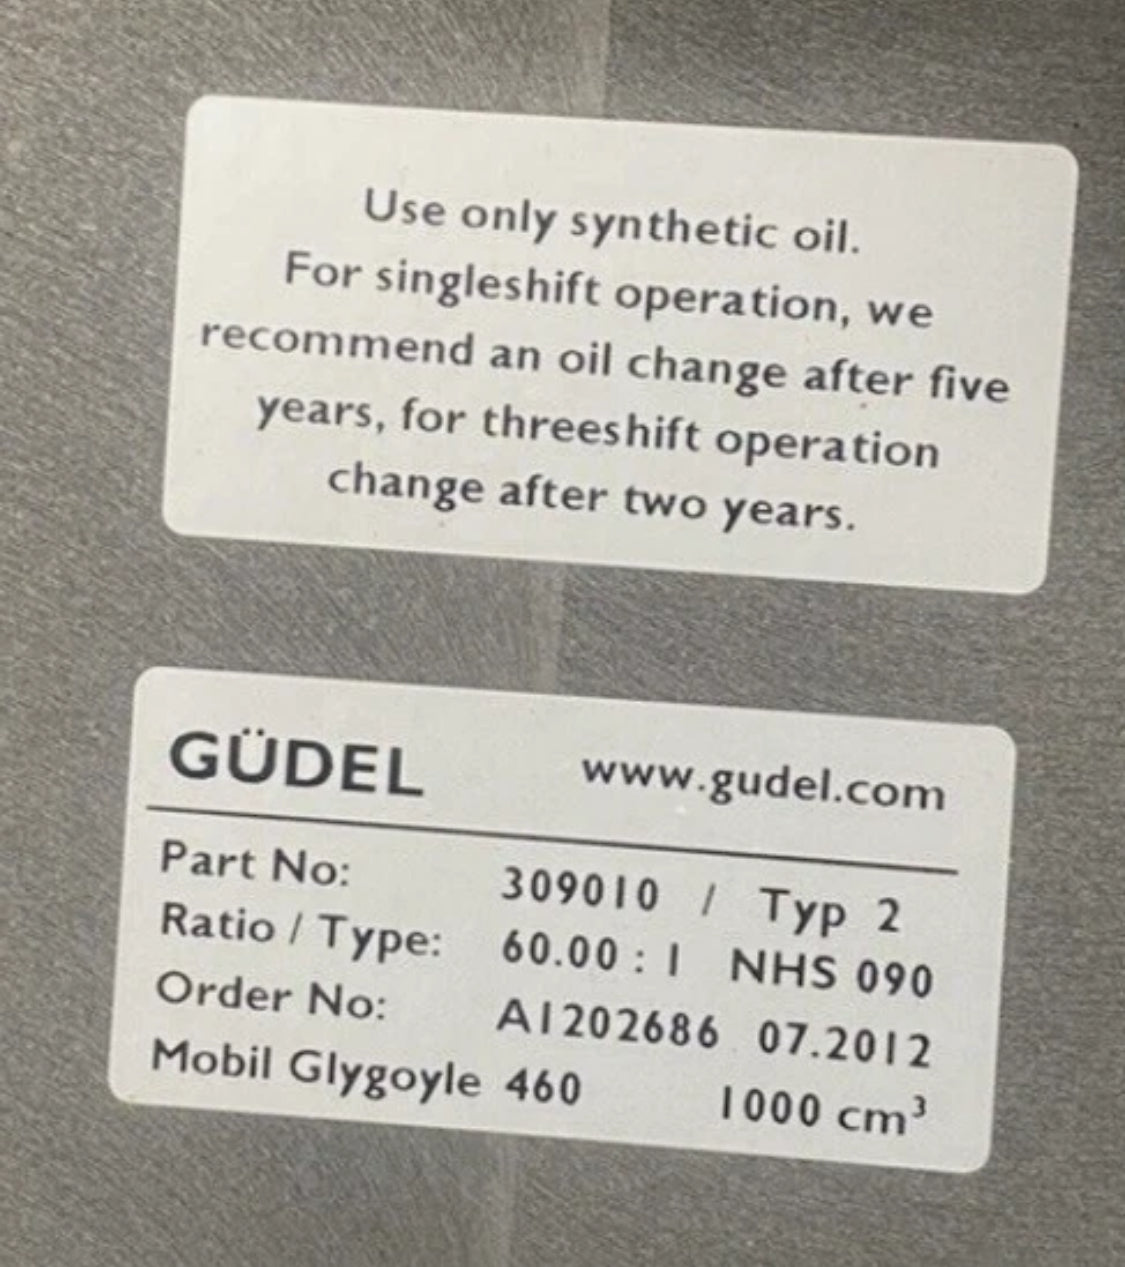 Use only synthetic oil.
For singleshift operation, we
recommend an oil change after five
years, for threeshift operation
change after two years.
GÜDEL www.gudel.com
Part No: 309010 / Typ 2
Ratio / Type: 60.00 : 1 NHS 090
Order No: A1202686 07.2012
Mobil Glygoyle 460 1000 cm³